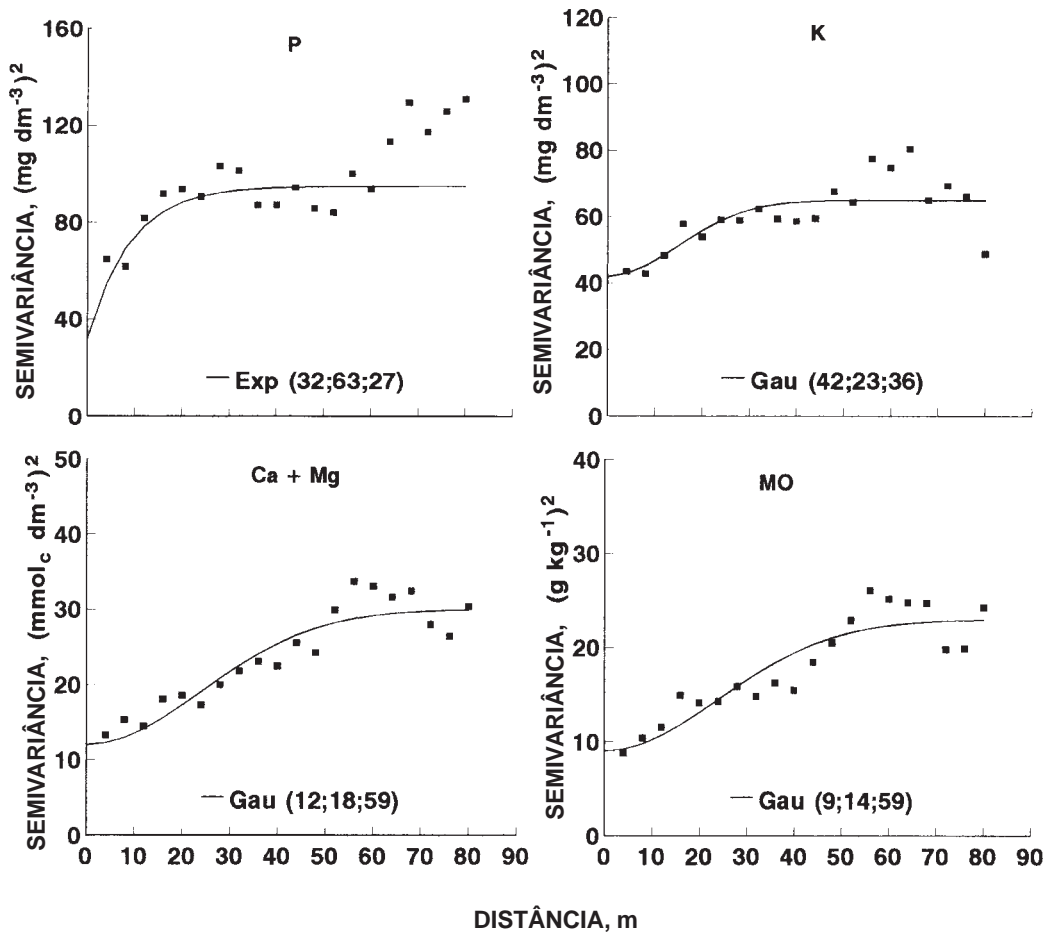 P
SEMIVARIÂNCIA, (mg dm⁻³)²
160
120
80
40
0
Exp (32;63;27)
K
SEMIVARIÂNCIA, (mg dm⁻³)²
120
100
80
60
40
20
0
Gau (42;23;36)
Ca + Mg
SEMIVARIÂNCIA, (mmol_c dm⁻³)²
50
40
30
20
10
0
Gau (12;18;59)
0 10 20 30 40 50 60 70 80 90
MO
SEMIVARIÂNCIA, (g kg⁻¹)²
40
30
20
10
0
Gau (9;14;59)
0 10 20 30 40 50 60 70 80 90
DISTÂNCIA, m